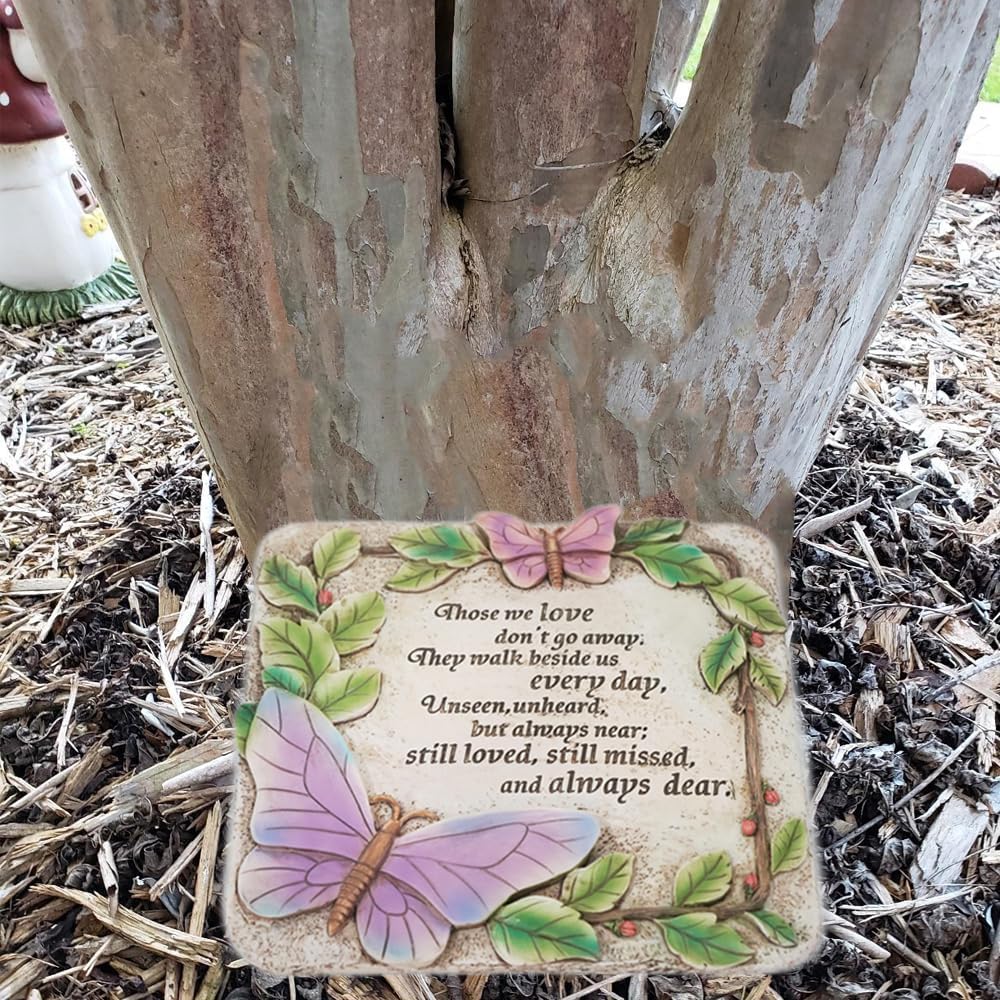 Those we love
don't go away.
They walk beside us
every day,
Unseen,unheard,
but always near;
still loved, still missed,
and always dear.